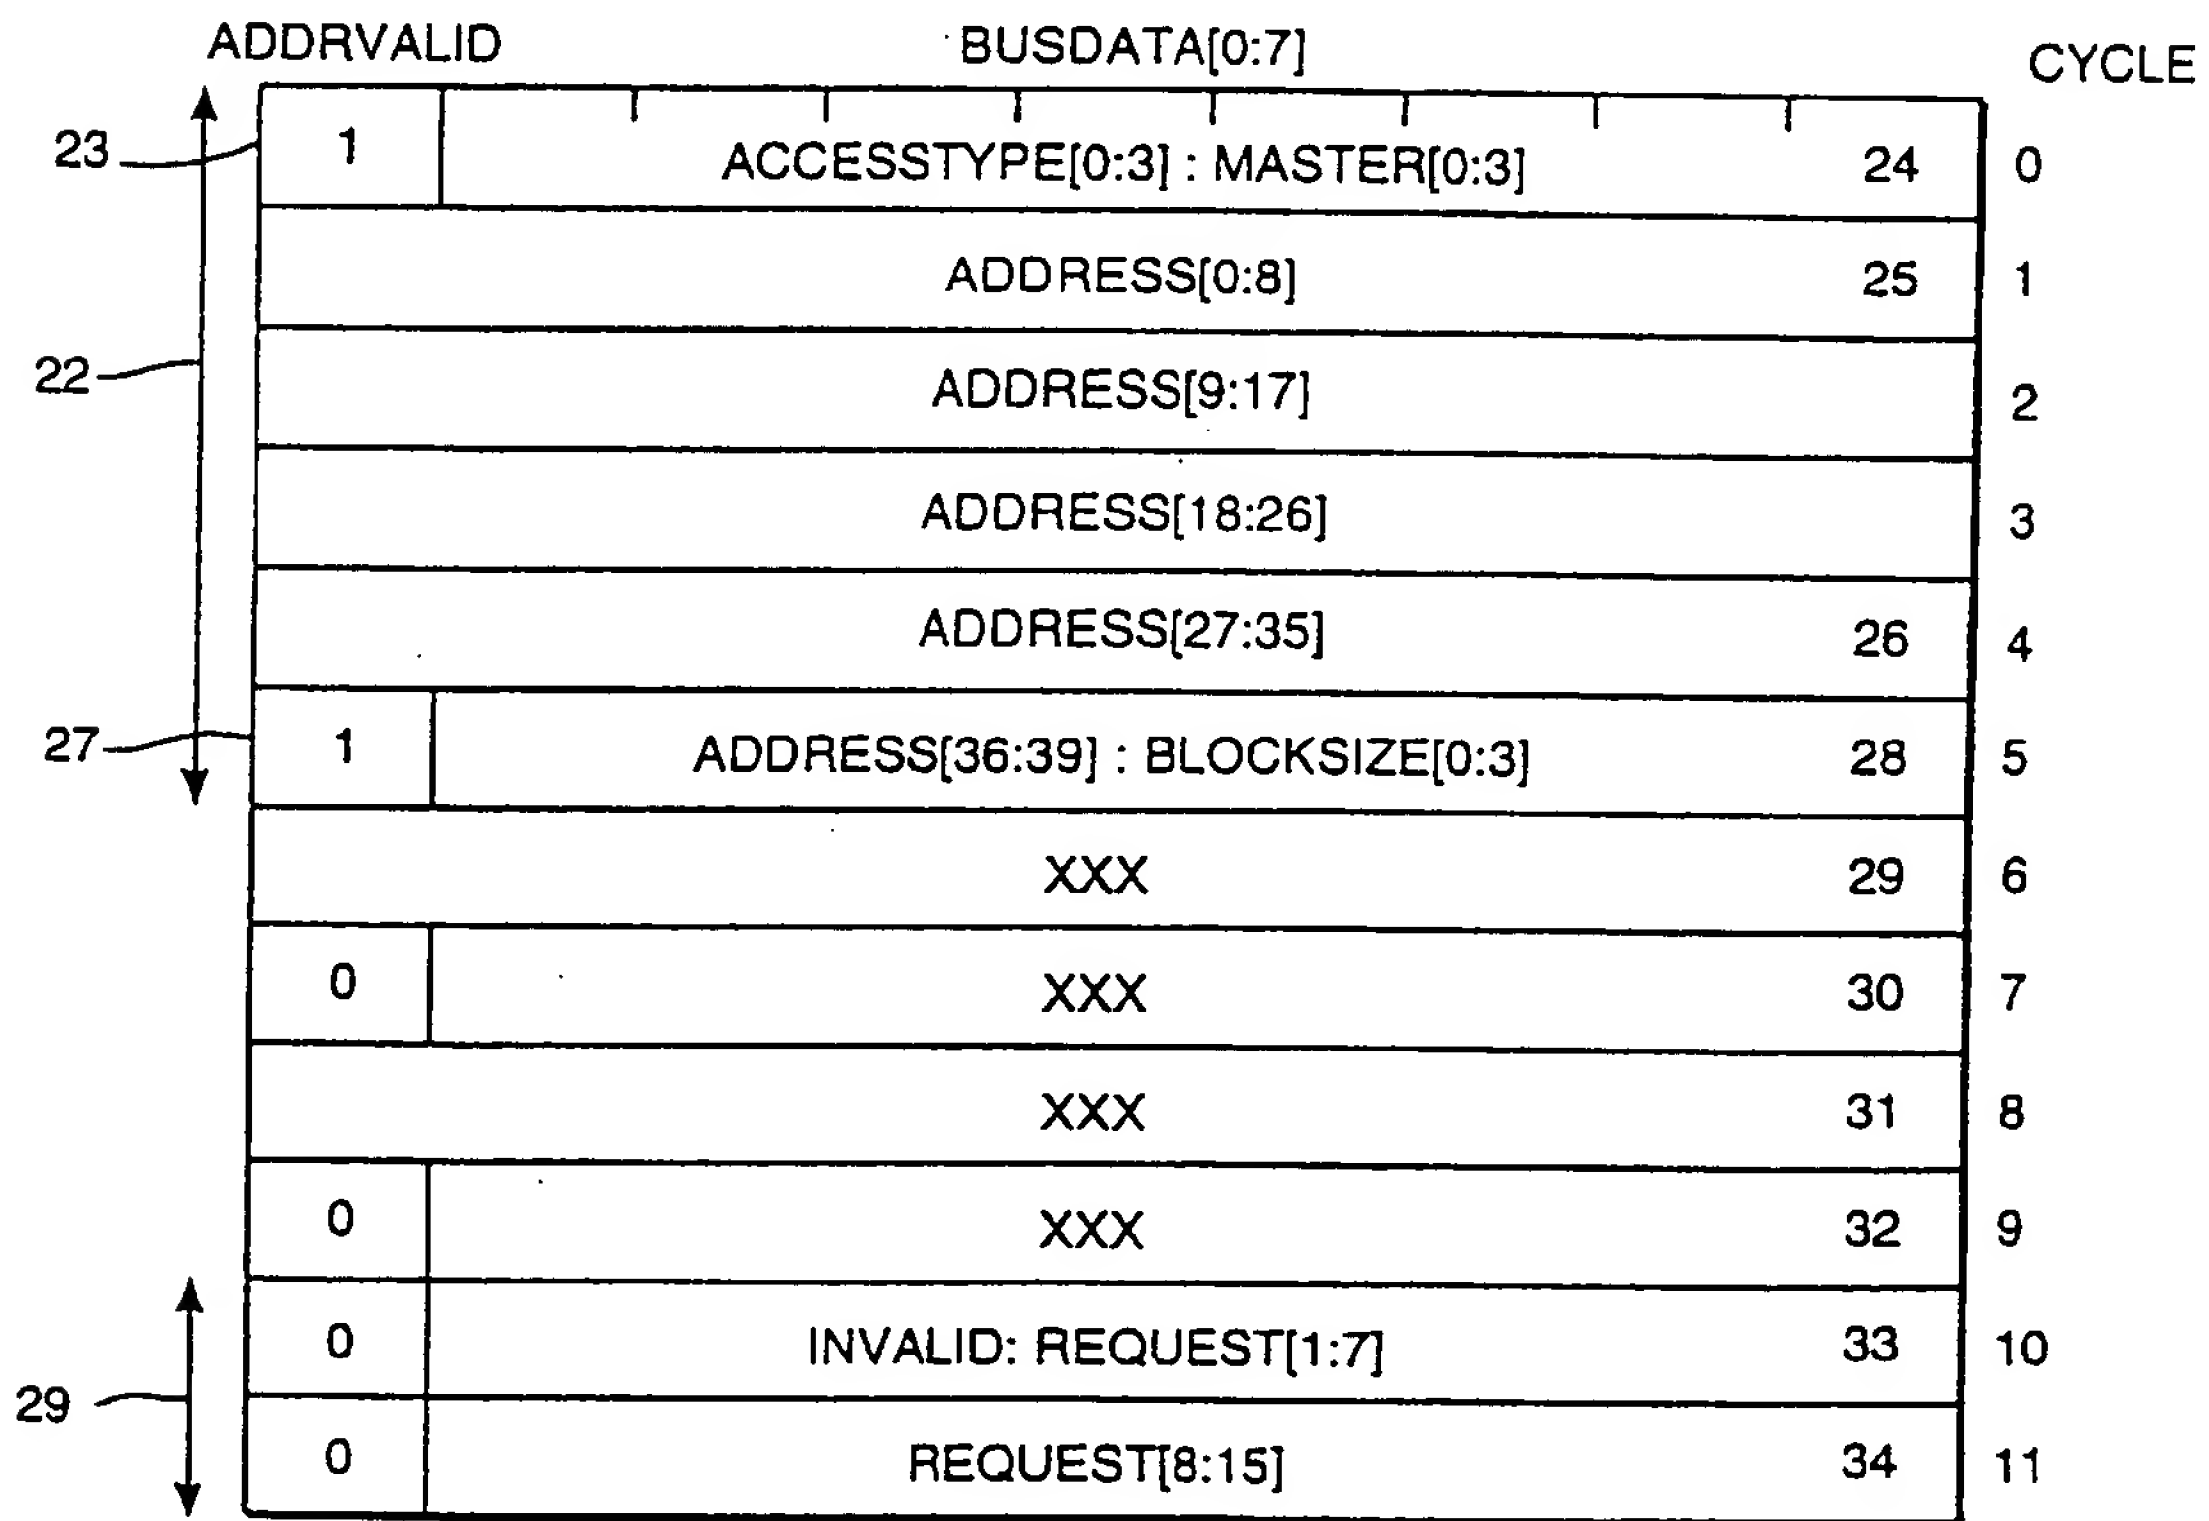 ADDRVALID BUSDATA[0:7] CYCLE
23 1 ACCESSTYPE[0:3] : MASTER[0:3] 24 0
ADDRESS[0:8] 25 1
22 ADDRESS[9:17] 2
ADDRESS[18:26] 3
ADDRESS[27:35] 26 4
27 1 ADDRESS[36:39] : BLOCKSIZE[0:3] 28 5
XXX 29 6
0 XXX 30 7
XXX 31 8
0 XXX 32 9
0 INVALID: REQUEST[1:7] 33 10
29 0 REQUEST[8:15] 34 11